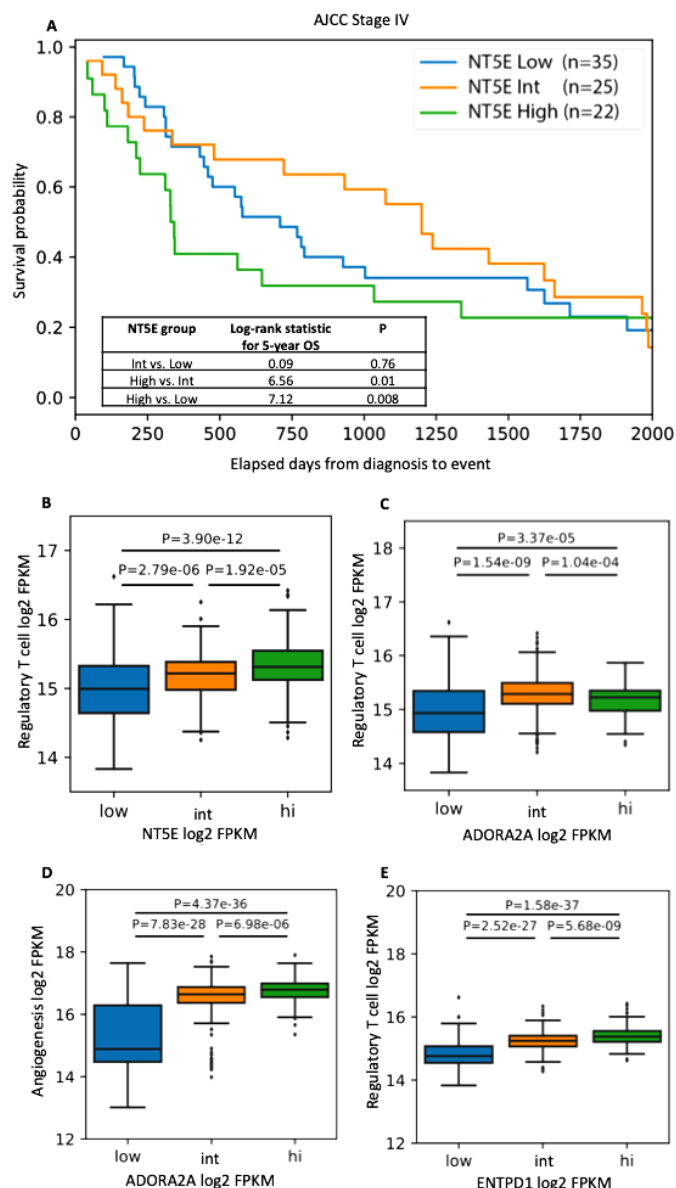 A
AJCC Stage IV
NT5E Low (n=35)
NT5E Int (n=25)
NT5E High (n=22)
1.0
0.8
0.6
0.4
0.2
0.0
Survival probability
NT5E group Log-rank statistic for 5-year OS P
Int vs. Low 0.09 0.76
High vs. Int 6.56 0.01
High vs. Low 7.12 0.008
0 250 500 750 1000 1250 1500 1750 2000
Elapsed days from diagnosis to event
B
P=3.90e-12
P=2.79e-06 P=1.92e-05
17
16
15
14
Regulatory T cell log2 FPKM
low int hi
NT5E log2 FPKM
C
P=3.37e-05
P=1.54e-09 P=1.04e-04
18
17
16
15
14
Regulatory T cell log2 FPKM
low int hi
ADORA2A log2 FPKM
D
P=4.37e-36
P=7.83e-28 P=6.98e-06
20
18
16
14
12
Angiogenesis log2 FPKM
low int hi
ADORA2A log2 FPKM
E
P=1.58e-37
P=2.52e-27 P=5.68e-09
20
18
16
14
12
Regulatory T cell log2 FPKM
low int hi
ENTPD1 log2 FPKM